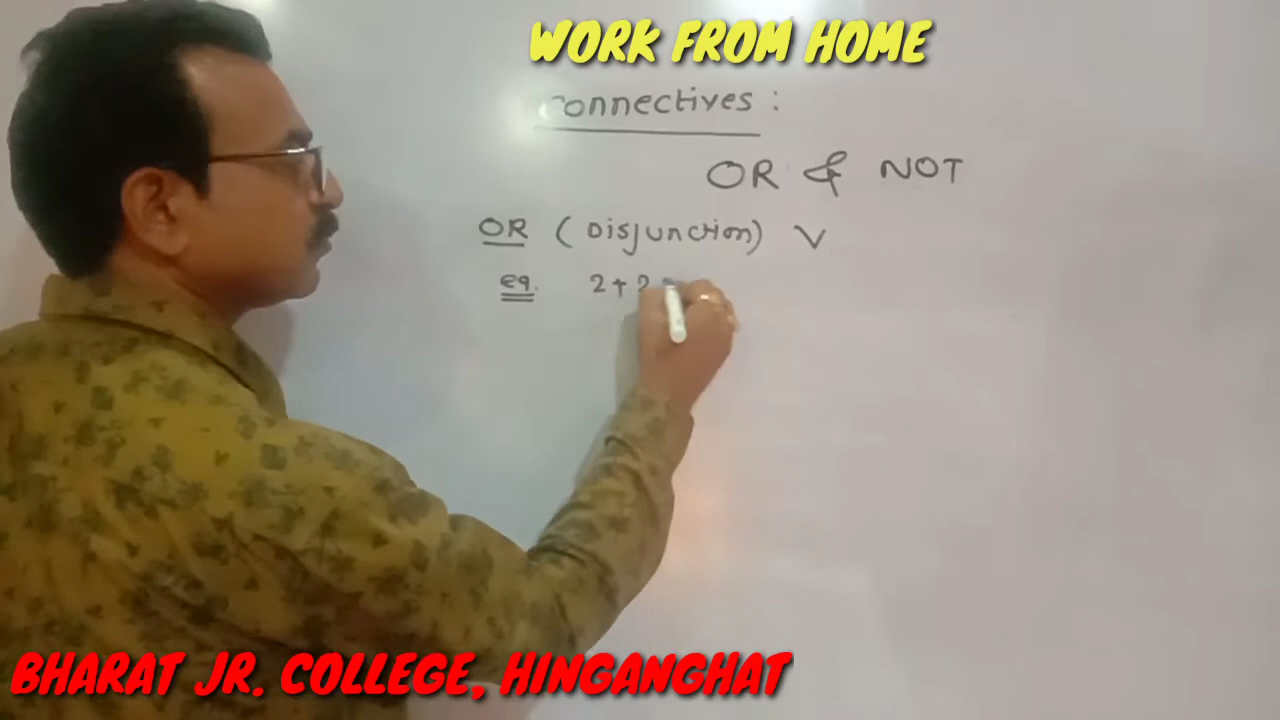 WORK FROM HOME
Connectives :
OR & NOT
OR ( Disjunction) ∨
eg. 2+2=
BHARAT JR. COLLEGE, HINGANGHAT